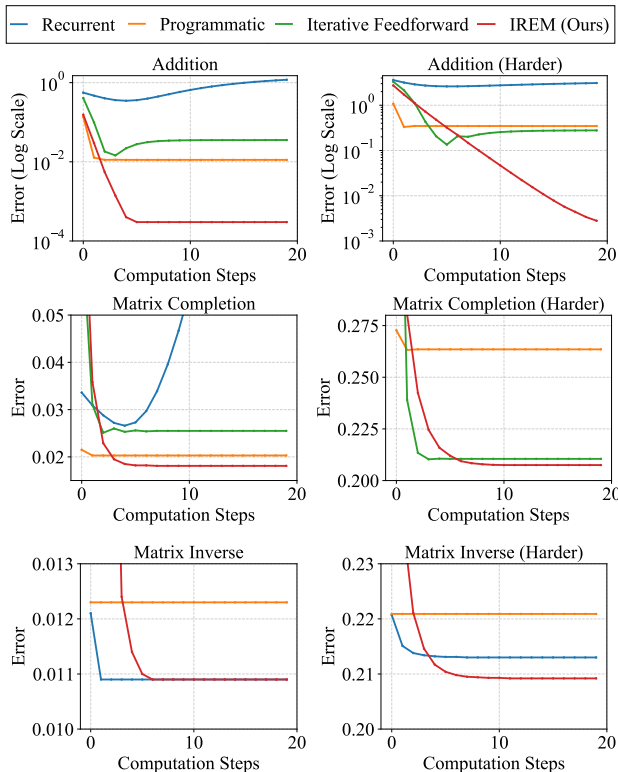 Recurrent Programmatic Iterative Feedforward IREM (Ours)
Addition
Addition (Harder)
Error (Log Scale)
10^0
10^−2
10^−4
0 10 20
Computation Steps
Error (Log Scale)
10^0
10^−1
10^−2
10^−3
0 10 20
Computation Steps
Matrix Completion
Matrix Completion (Harder)
Error
0.05
0.04
0.03
0.02
0 10 20
Computation Steps
Error
0.275
0.250
0.225
0.200
0 10 20
Computation Steps
Matrix Inverse
Matrix Inverse (Harder)
Error
0.013
0.012
0.011
0.010
0 10 20
Computation Steps
Error
0.23
0.22
0.21
0.20
0 10 20
Computation Steps